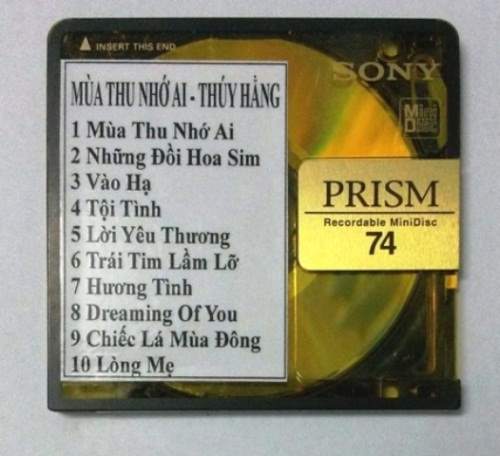 INSERT THIS END
SONY
Mini Disc
MÙA THU NHỚ AI - THÚY HẰNG
1 Mùa Thu Nhớ Ai
2 Những Đồi Hoa Sim
3 Vào Hạ
4 Tội Tình
5 Lời Yêu Thương
6 Trái Tim Lầm Lỡ
7 Hương Tình
8 Dreaming Of You
9 Chiếc Lá Mùa Đông
10 Lòng Mẹ
PRISM
Recordable MiniDisc
74